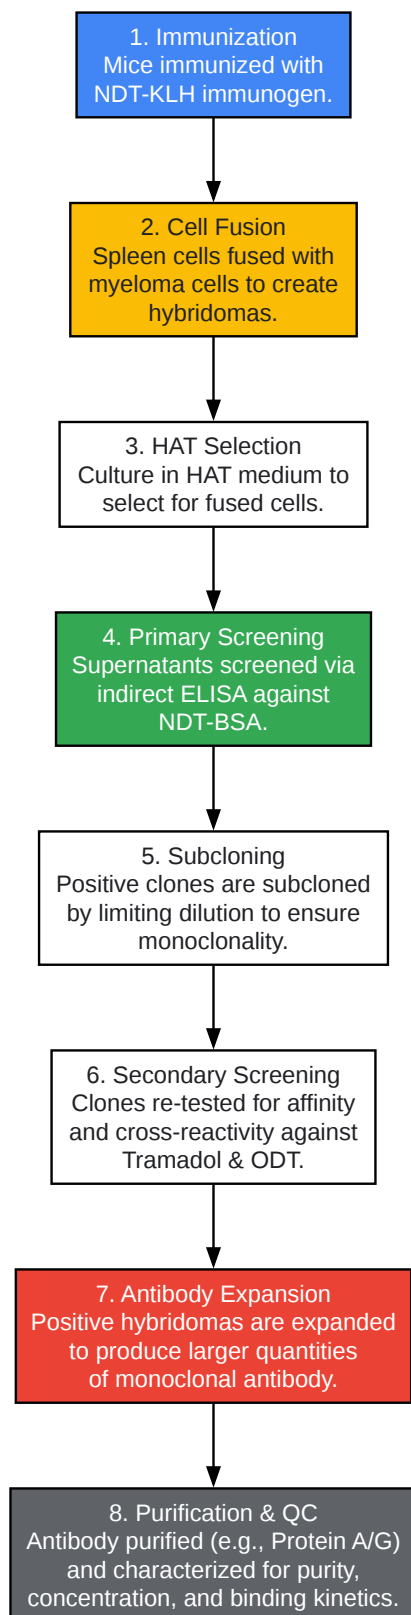 1. Immunization
Mice immunized with
NDT-KLH immunogen.
2. Cell Fusion
Spleen cells fused with
myeloma cells to create
hybridomas.
3. HAT Selection
Culture in HAT medium to
select for fused cells.
4. Primary Screening
Supernatants screened via
indirect ELISA against
NDT-BSA.
5. Subcloning
Positive clones are subcloned
by limiting dilution to ensure
monoclonality.
6. Secondary Screening
Clones re-tested for affinity
and cross-reactivity against
Tramadol & ODT.
7. Antibody Expansion
Positive hybridomas are expanded
to produce larger quantities
of monoclonal antibody.
8. Purification & QC
Antibody purified (e.g., Protein A/G)
and characterized for purity,
concentration, and binding kinetics.